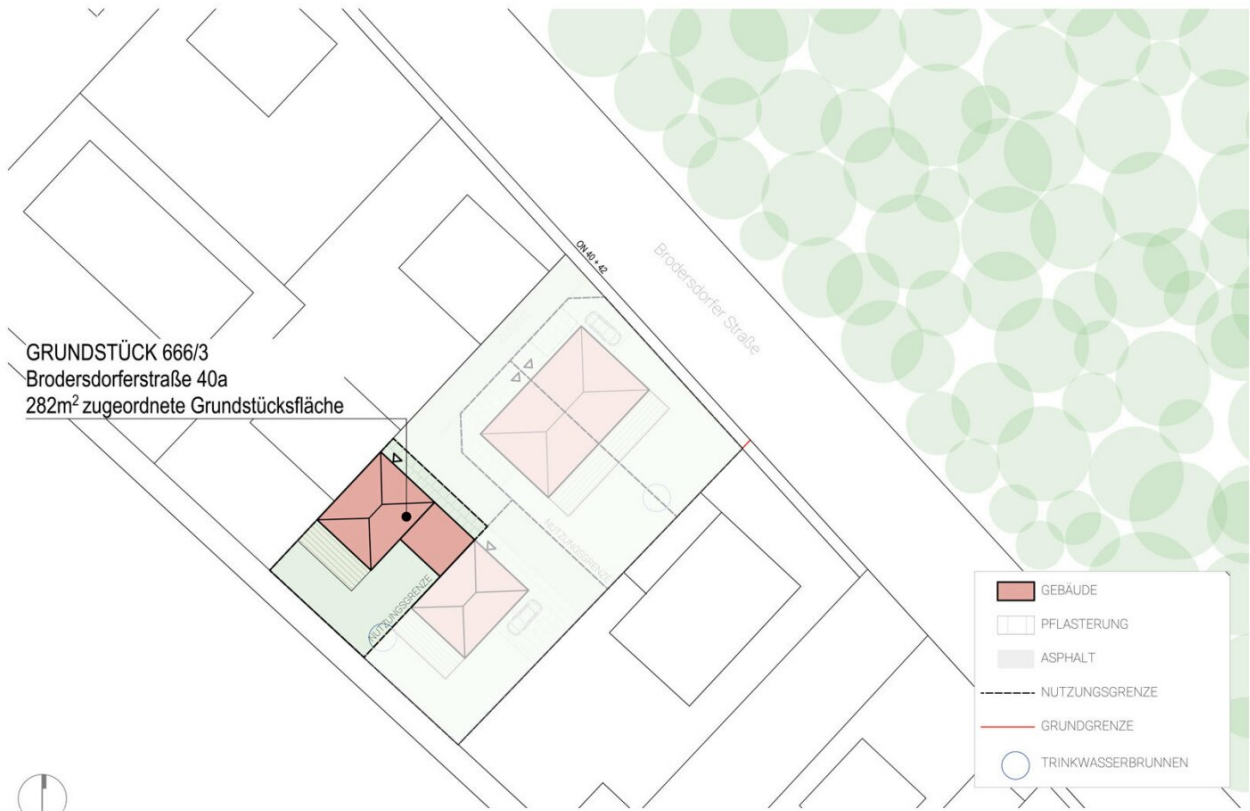 ON 40 + 42
Brodersdorfer Straße
GRUNDSTÜCK 666/3
Brodersdorferstraße 40a
282m² zugeordnete Grundstücksfläche
NUTZUNGSGRENZE
NUTZUNGSGRENZE
GEBÄUDE
PFLASTERUNG
ASPHALT
NUTZUNGSGRENZE
GRUNDGRENZE
TRINKWASSERBRUNNEN